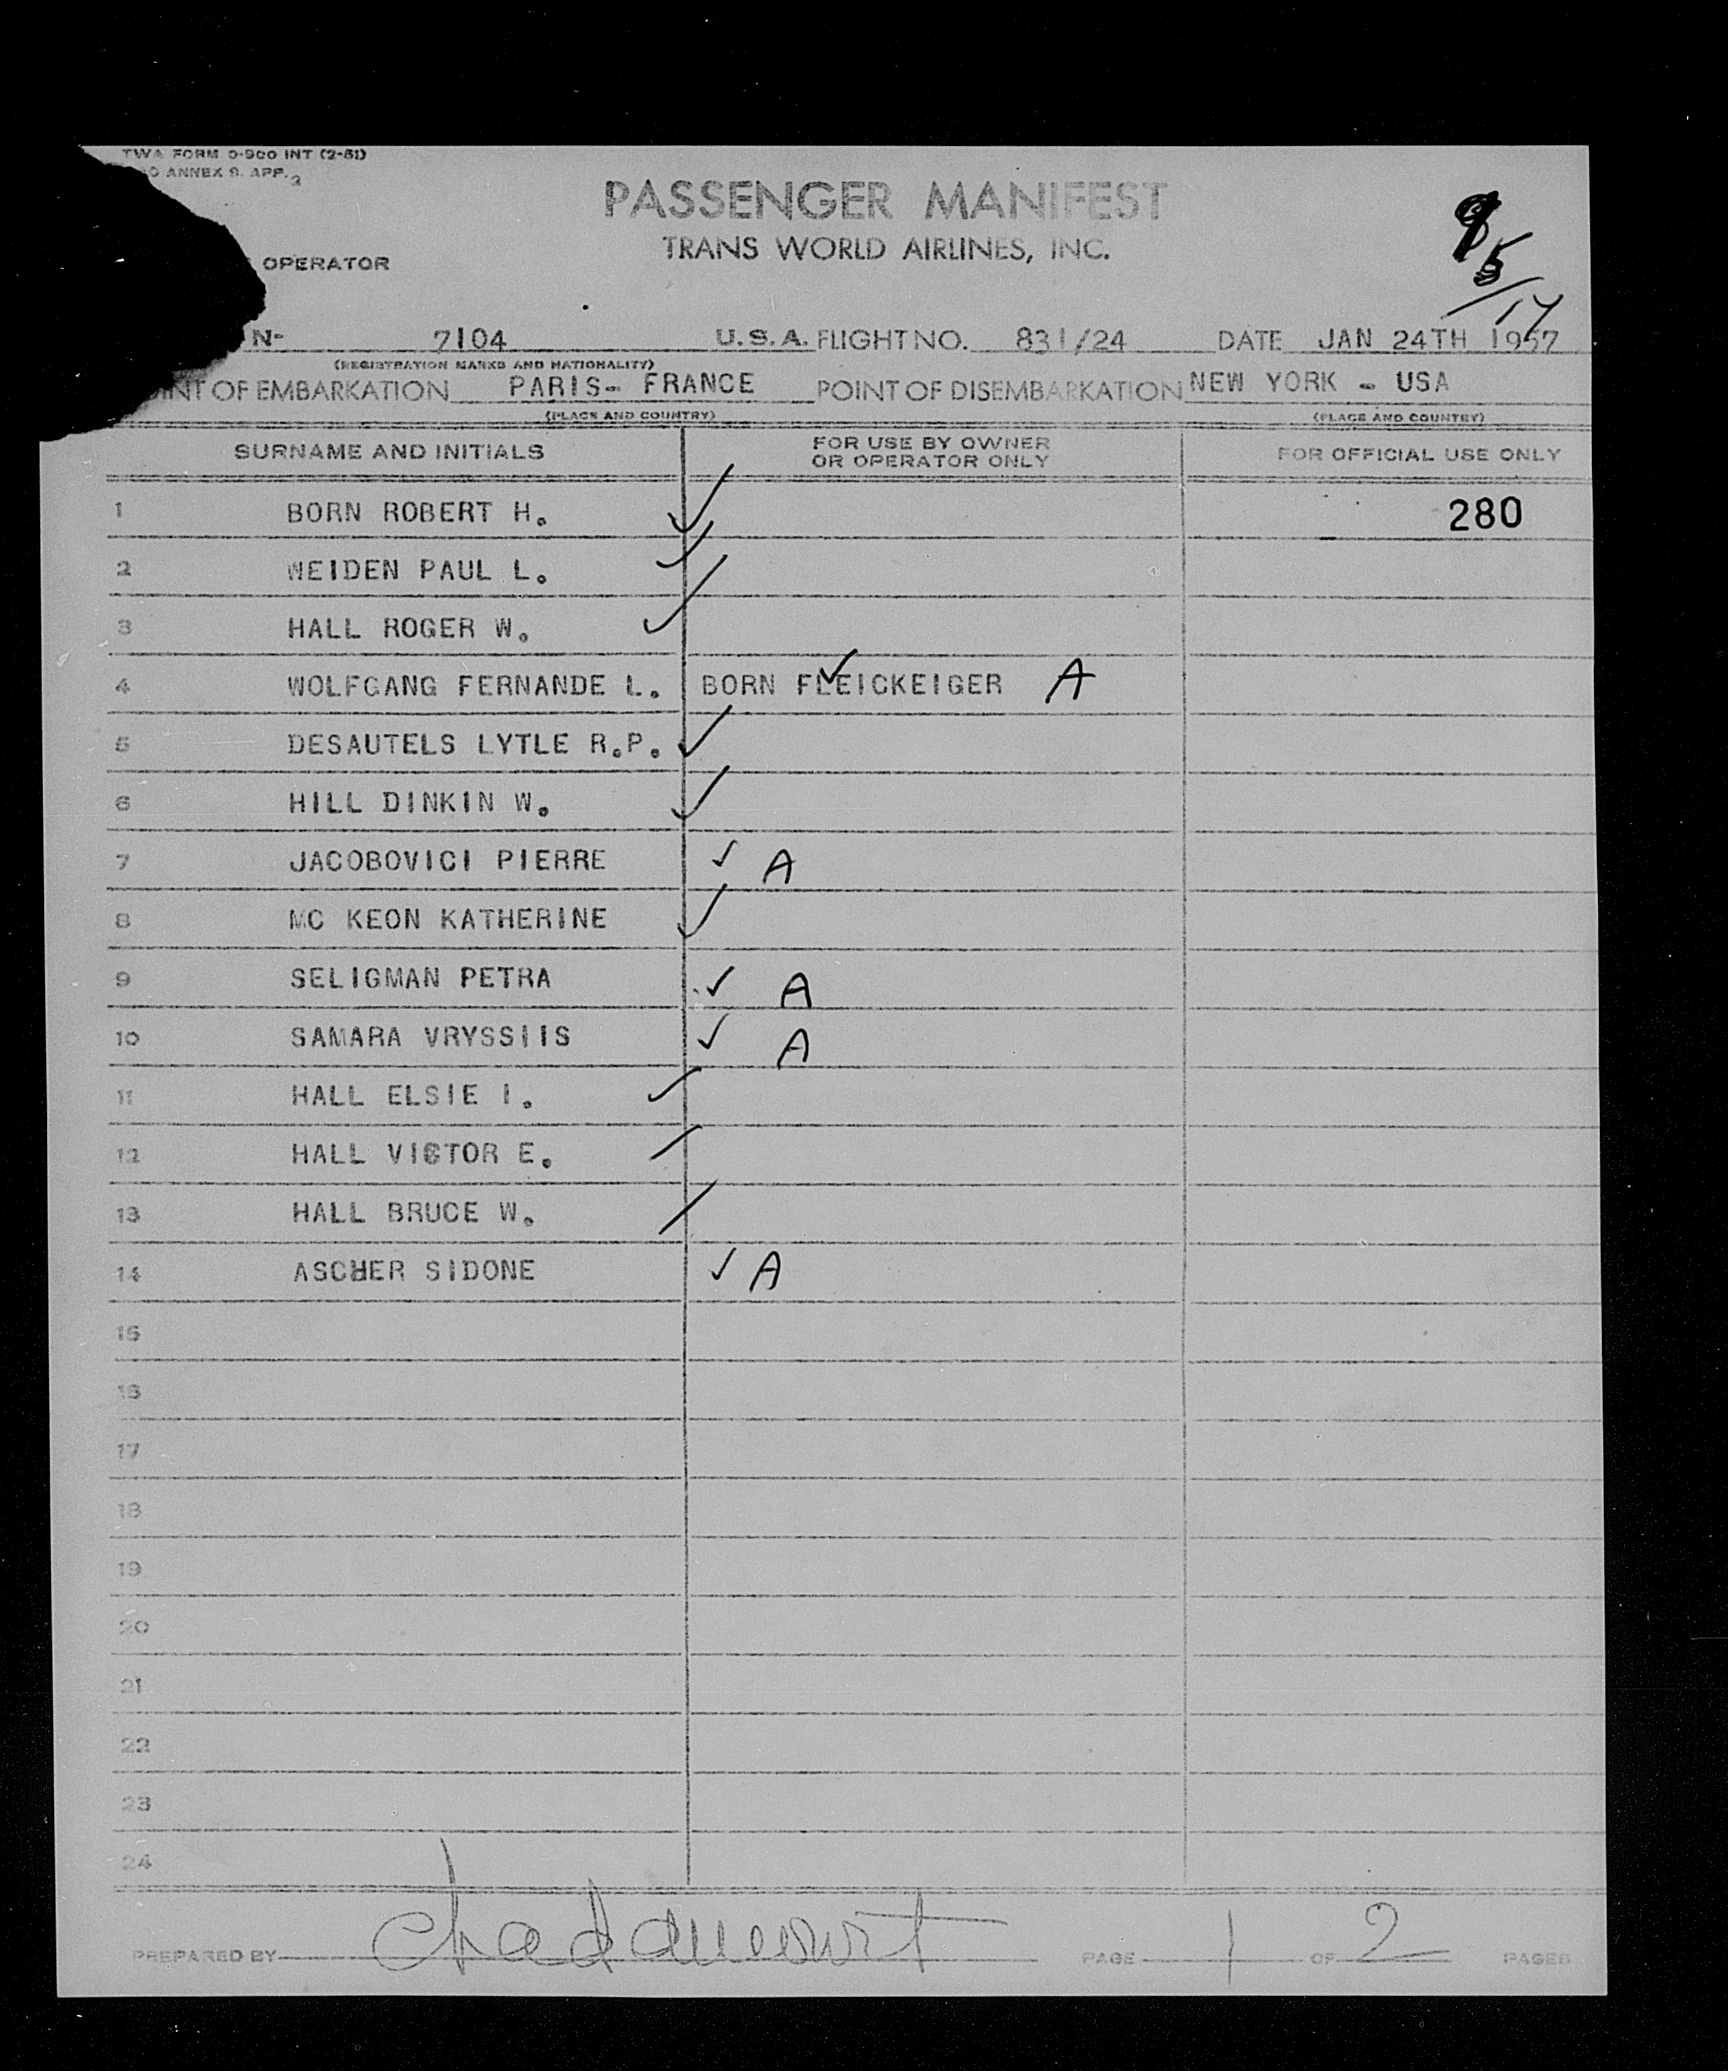 TWA FORM 0-900 INT (2-51)
ANNEX 9. APP. 2
PASSENGER MANIFEST
TRANS WORLD AIRLINES, INC.
OPERATOR
9
5
/14
7104 U.S.A. FLIGHT NO. 831/24 DATE JAN 24TH 1957
(REGISTRATION MARKS AND NATIONALITY)
OINT OF EMBARKATION PARIS- FRANCE POINT OF DISEMBARKATION NEW YORK - USA
(PLACE AND COUNTRY) (PLACE AND COUNTRY)
SURNAME AND INITIALS FOR USE BY OWNER OR OPERATOR ONLY FOR OFFICIAL USE ONLY
1 BORN ROBERT H. ✓ 280
2 WEIDEN PAUL L. ✓
3 HALL ROGER W. ✓
4 WOLFGANG FERNANDE L. BORN FLEICKEIGER ✓ A
5 DESAUTELS LYTLE R.P. ✓
6 HILL DINKIN W. ✓
7 JACOBOVICI PIERRE ✓ A
8 MC KEON KATHERINE ✓
9 SELIGMAN PETRA ✓ A
10 SAMARA VRYSSIIS ✓ A
11 HALL ELSIE I. ✓
12 HALL VICTOR E. /
13 HALL BRUCE W. /
14 ASCHER SIDONE ✓ A
15
16
17
18
19
20
21
22
23
24
PREPARED BY PAGE 1 OF 2 PAGES